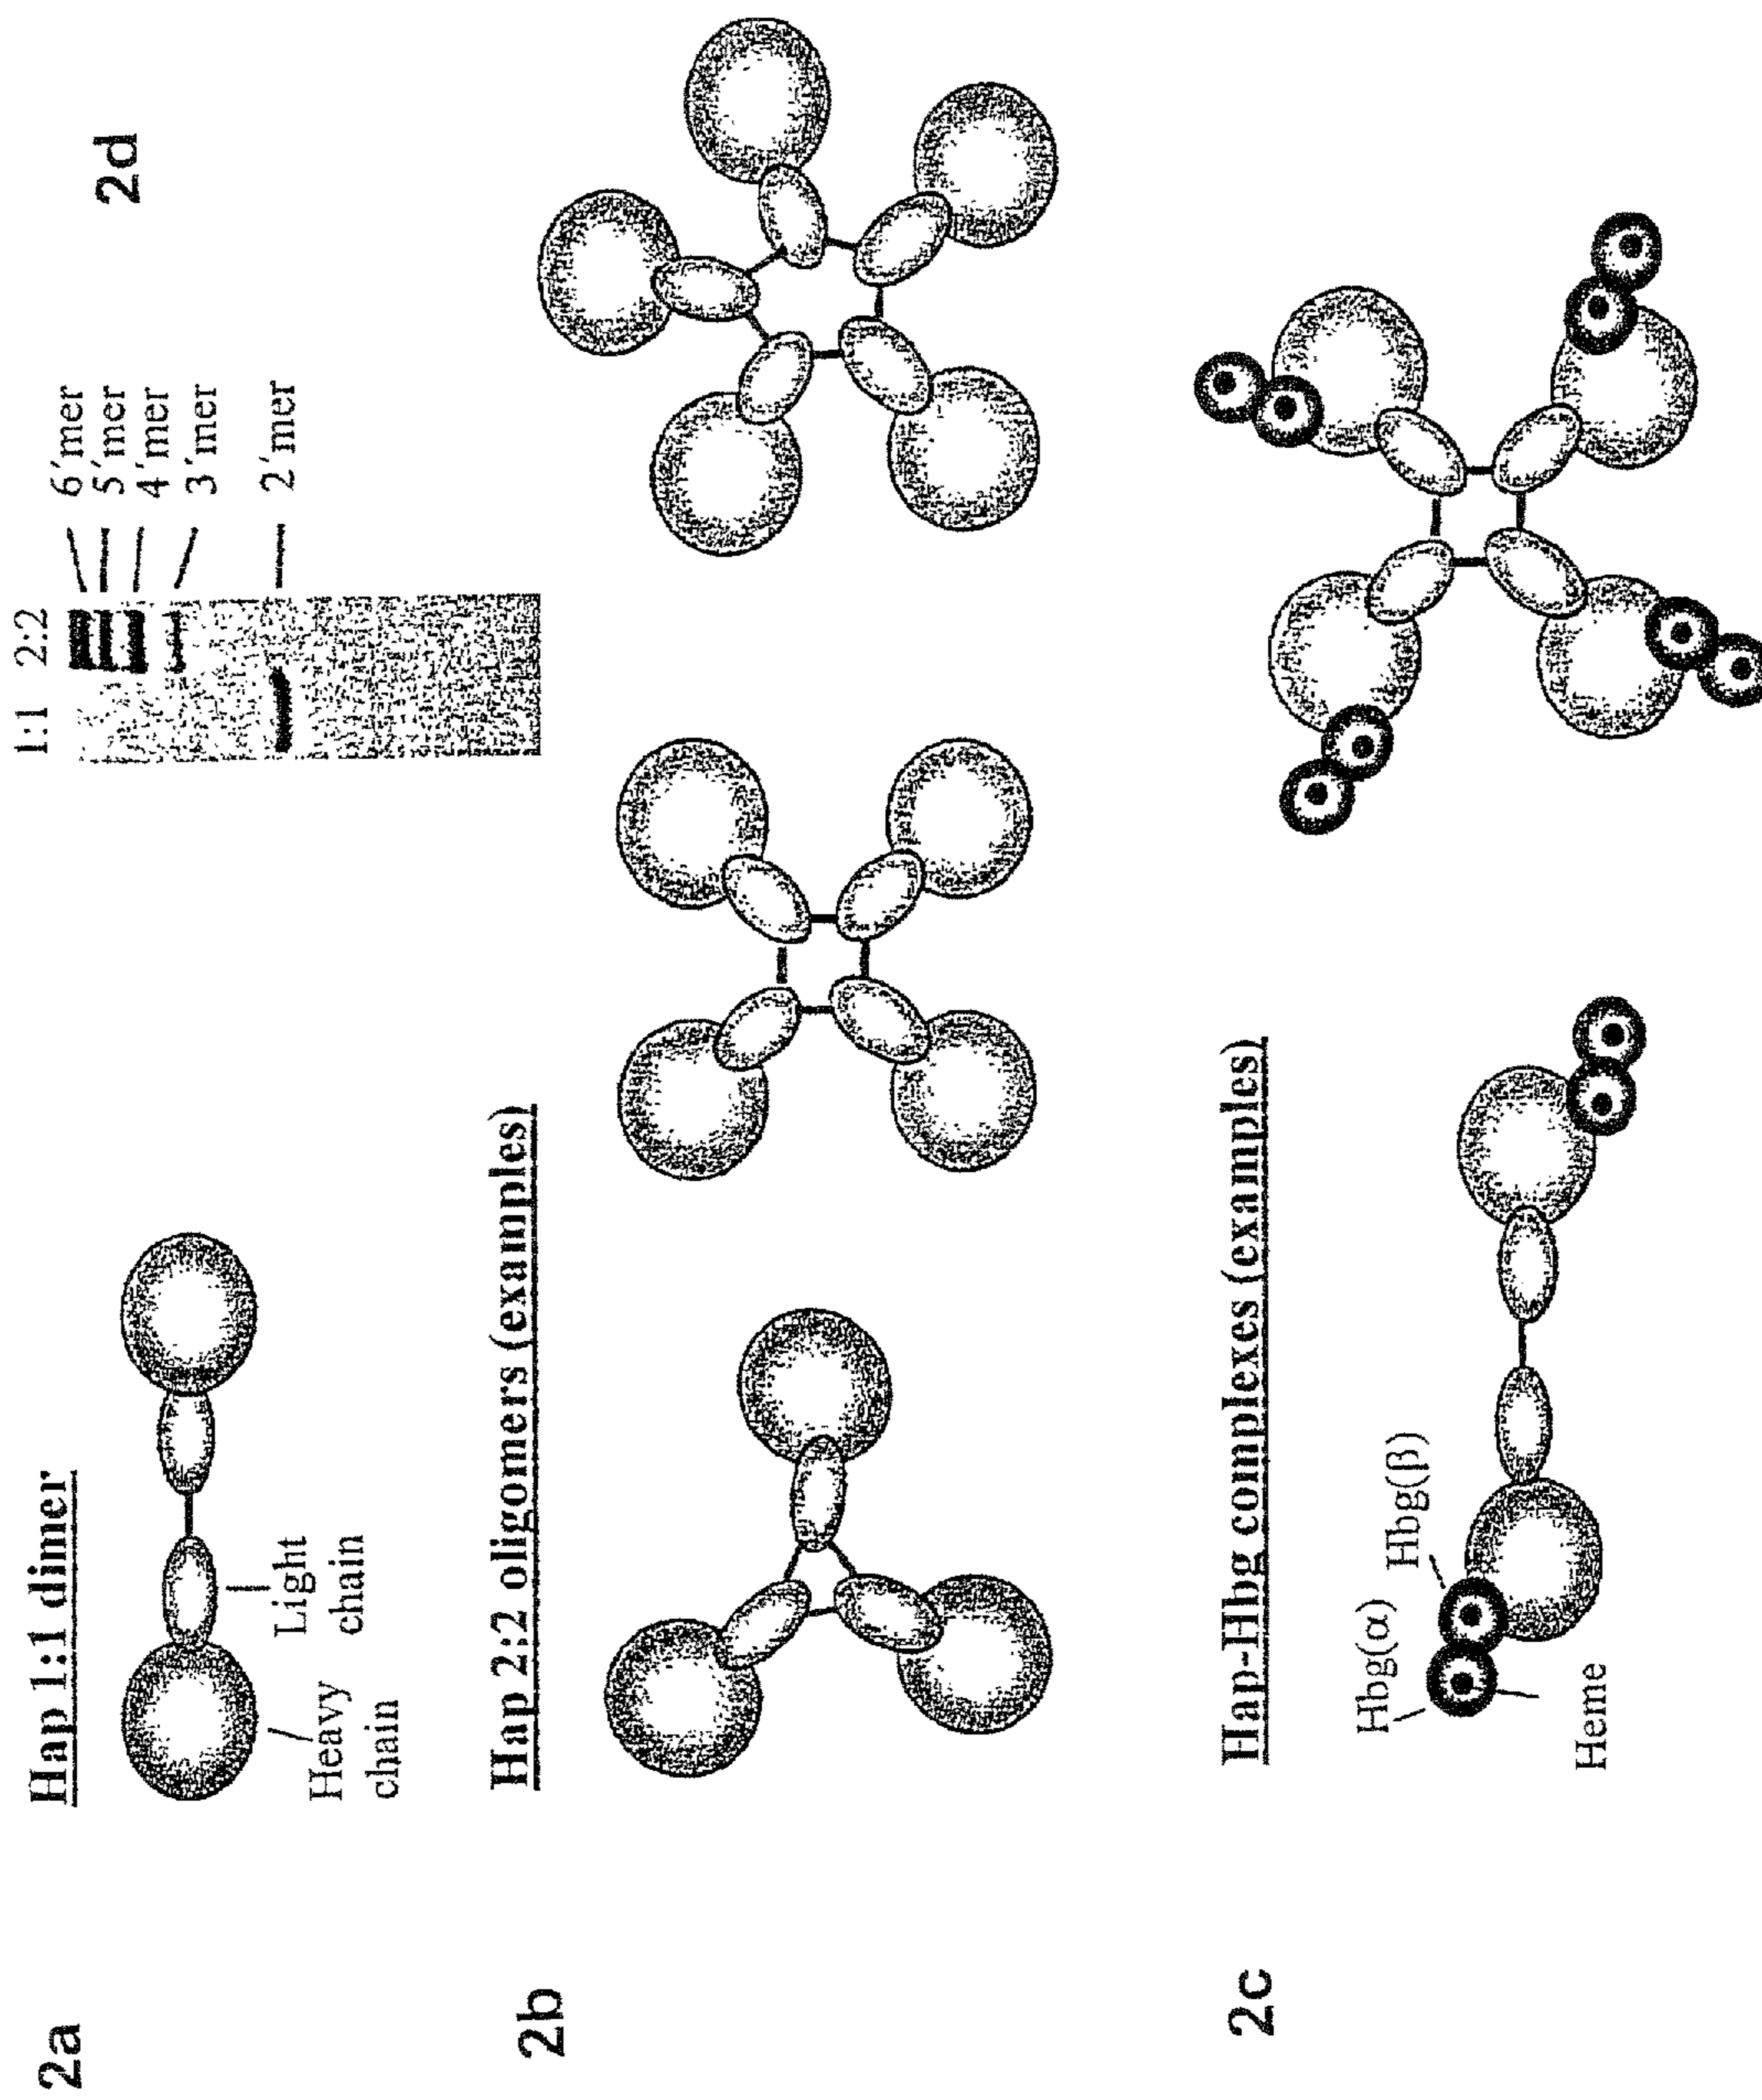 2a
Hap 1:1 dimer
Heavy
chain
Light
chain
1:1 2:2
6´mer
5´mer
4´mer
3´mer
2´mer
2d
2b
Hap 2:2 oligomers (examples)
2c
Hap-Hbg complexes (examples)
Hbg(α)
Hbg(β)
Heme